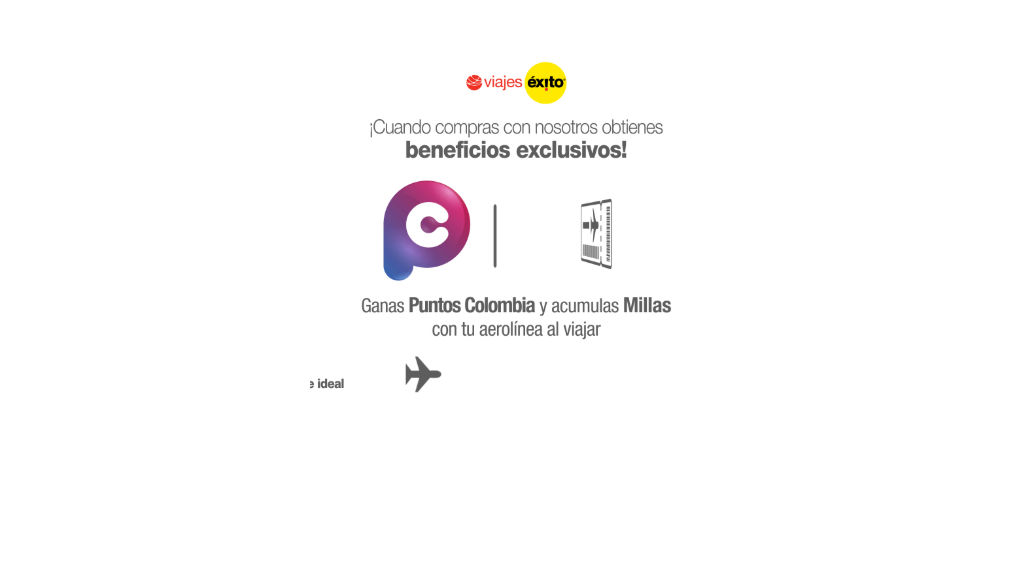 viajes éxito
¡Cuando compras con nosotros obtienes
beneficios exclusivos!
Ganas Puntos Colombia y acumulas Millas
con tu aerolínea al viajar
e ideal